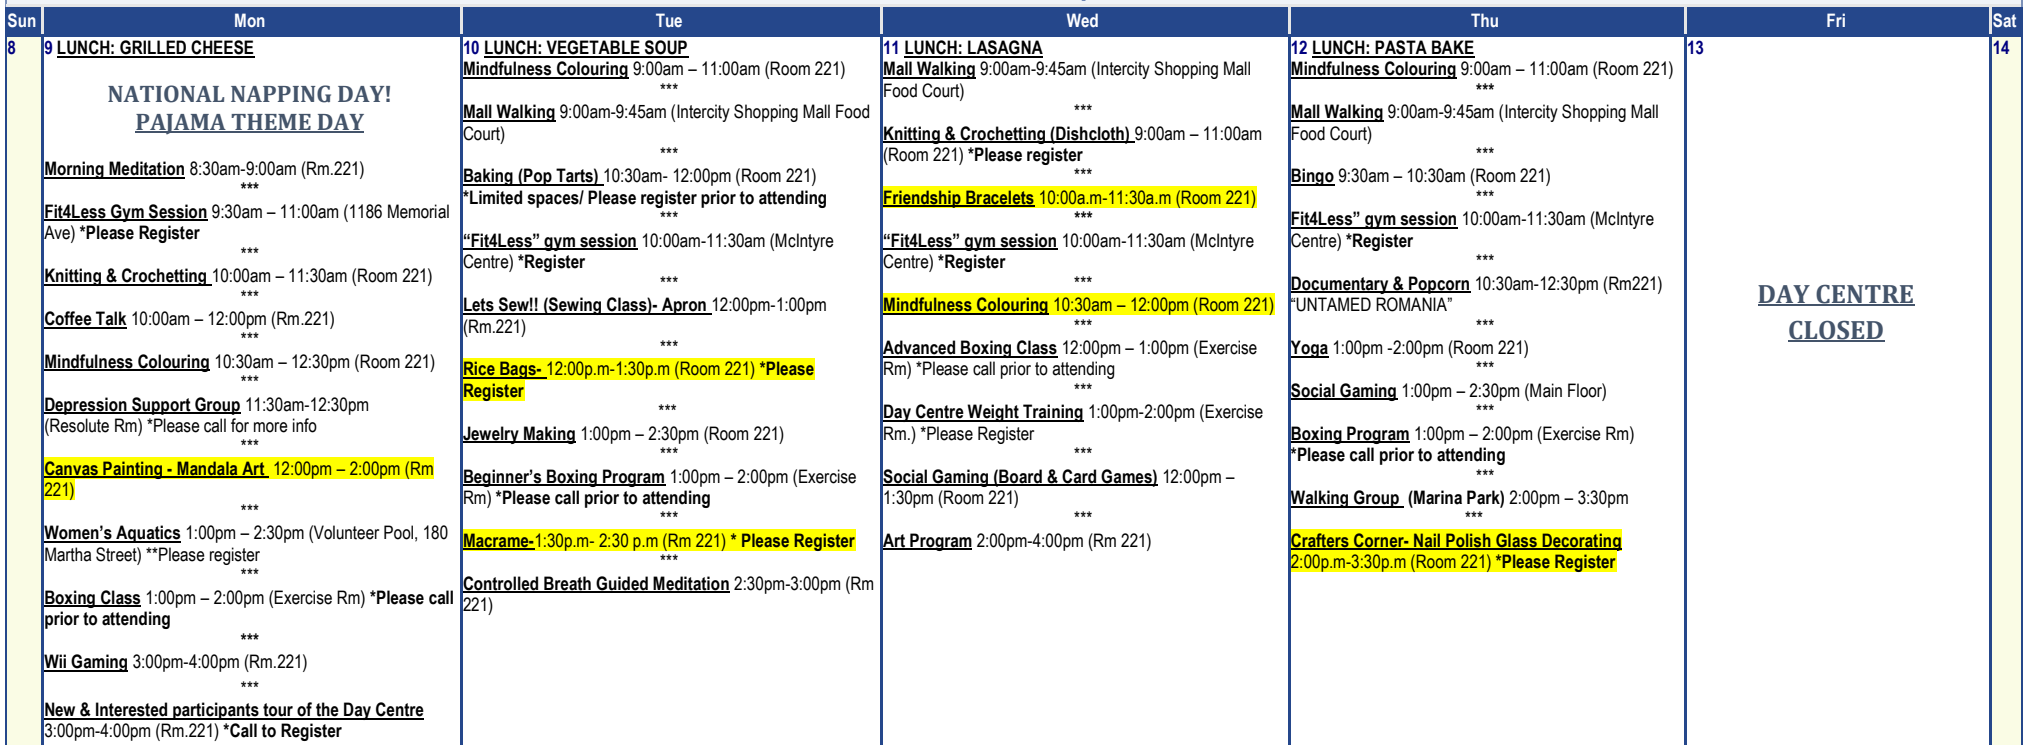 Sun Mon Tue Wed Thu Fri Sat
8
9 LUNCH: GRILLED CHEESE
NATIONAL NAPPING DAY!
PAJAMA THEME DAY
Morning Meditation 8:30am-9:00am (Rm.221)
***
Fit4Less Gym Session 9:30am – 11:00am (1186 Memorial
Ave) *Please Register
***
Knitting & Crochetting 10:00am – 11:30am (Room 221)
***
Coffee Talk 10:00am – 12:00pm (Rm.221)
***
Mindfulness Colouring 10:30am – 12:30pm (Room 221)
***
Depression Support Group 11:30am-12:30pm
(Resolute Rm) *Please call for more info
***
Canvas Painting - Mandala Art 12:00pm – 2:00pm (Rm
221)
***
Women's Aquatics 1:00pm – 2:30pm (Volunteer Pool, 180
Martha Street) **Please register
***
Boxing Class 1:00pm – 2:00pm (Exercise Rm) *Please call
prior to attending
***
Wii Gaming 3:00pm-4:00pm (Rm.221)
***
New & Interested participants tour of the Day Centre
3:00pm-4:00pm (Rm.221) *Call to Register
10 LUNCH: VEGETABLE SOUP
Mindfulness Colouring 9:00am – 11:00am (Room 221)
***
Mall Walking 9:00am-9:45am (Intercity Shopping Mall Food
Court)
***
Baking (Pop Tarts) 10:30am- 12:00pm (Room 221)
*Limited spaces/ Please register prior to attending
***
“Fit4Less” gym session 10:00am-11:30am (McIntyre
Centre) *Register
***
Lets Sew!! (Sewing Class)- Apron 12:00pm-1:00pm
(Rm.221)
***
Rice Bags- 12:00p.m-1:30p.m (Room 221) *Please
Register
***
Jewelry Making 1:00pm – 2:30pm (Room 221)
***
Beginner's Boxing Program 1:00pm – 2:00pm (Exercise
Rm) *Please call prior to attending
***
Macrame-1:30p.m- 2:30 p.m (Rm 221) * Please Register
***
Controlled Breath Guided Meditation 2:30pm-3:00pm (Rm
221)
11 LUNCH: LASAGNA
Mall Walking 9:00am-9:45am (Intercity Shopping Mall
Food Court)
***
Knitting & Crochetting (Dishcloth) 9:00am – 11:00am
(Room 221) *Please register
***
Friendship Bracelets 10:00a.m-11:30a.m (Room 221)
***
“Fit4Less” gym session 10:00am-11:30am (McIntyre
Centre) *Register
***
Mindfulness Colouring 10:30am – 12:00pm (Room 221)
***
Advanced Boxing Class 12:00pm – 1:00pm (Exercise
Rm) *Please call prior to attending
***
Day Centre Weight Training 1:00pm-2:00pm (Exercise
Rm.) *Please Register
***
Social Gaming (Board & Card Games) 12:00pm –
1:30pm (Room 221)
***
Art Program 2:00pm-4:00pm (Rm 221)
12 LUNCH: PASTA BAKE
Mindfulness Colouring 9:00am – 11:00am (Room 221)
***
Mall Walking 9:00am-9:45am (Intercity Shopping Mall
Food Court)
***
Bingo 9:30am – 10:30am (Room 221)
***
Fit4Less” gym session 10:00am-11:30am (McIntyre
Centre) *Register
***
Documentary & Popcorn 10:30am-12:30pm (Rm221)
“UNTAMED ROMANIA”
***
Yoga 1:00pm -2:00pm (Room 221)
***
Social Gaming 1:00pm – 2:30pm (Main Floor)
***
Boxing Program 1:00pm – 2:00pm (Exercise Rm)
*Please call prior to attending
***
Walking Group (Marina Park) 2:00pm – 3:30pm
***
Crafters Corner- Nail Polish Glass Decorating
2:00p.m-3:30p.m (Room 221) *Please Register
13
DAY CENTRE
CLOSED
14